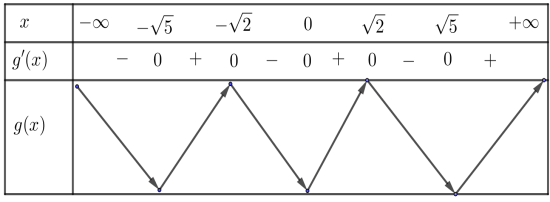 x −∞ −√5 −√2 0 √2 √5 +∞
g′(x) − 0 + 0 − 0 + 0 − 0 +
g(x)